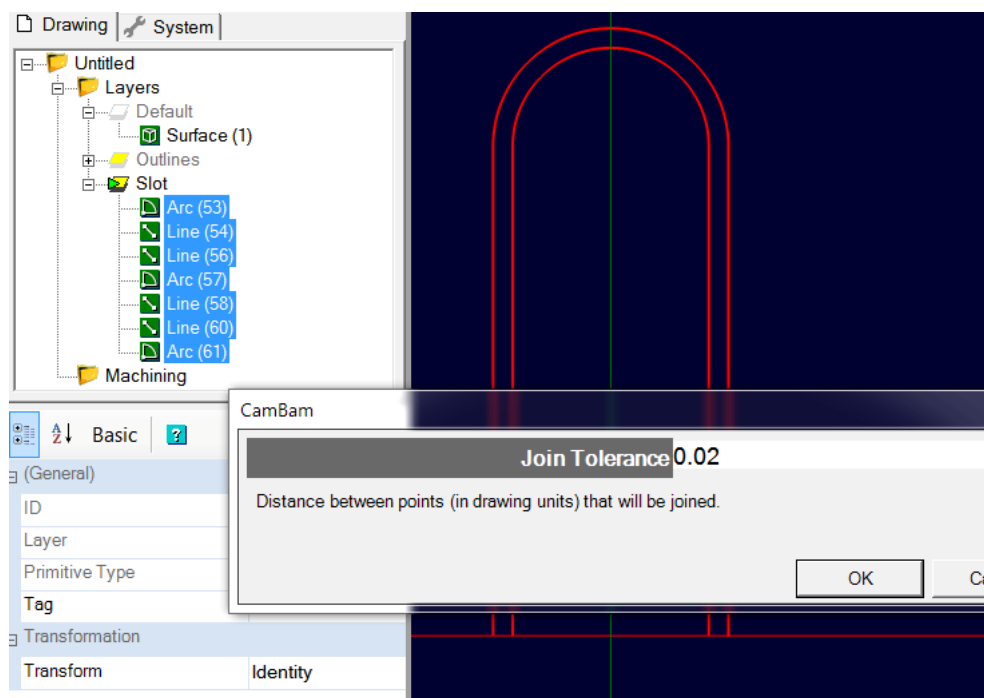 Drawing System
Untitled
Layers
Default
Surface (1)
Outlines
Slot
Arc (53)
Line (54)
Line (56)
Arc (57)
Line (58)
Line (60)
Arc (61)
Machining
CamBam
A Z Basic ?
Join Tolerance 0.02
(General)
Distance between points (in drawing units) that will be joined.
ID
Layer
Primitive Type
OK Ca
Tag
Transformation
Transform Identity